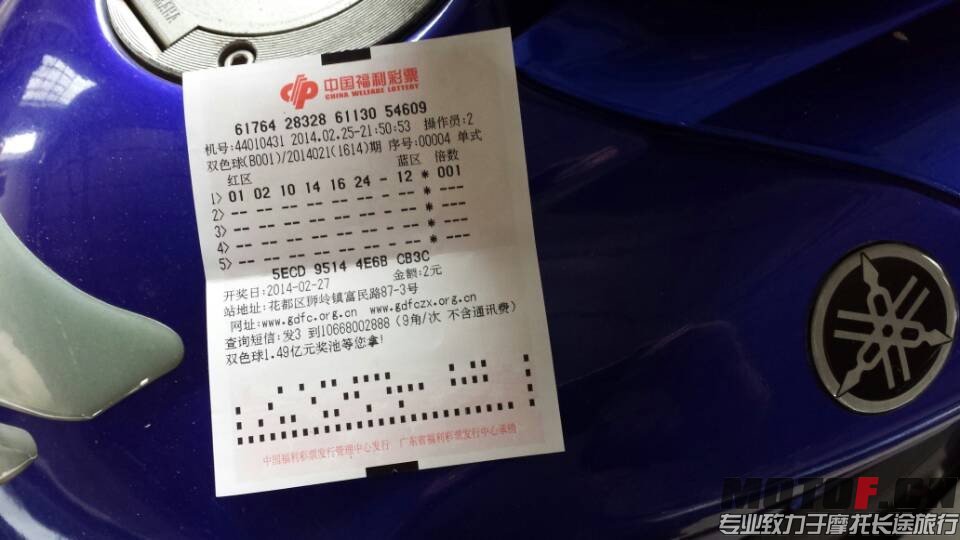 中国福利彩票
CHINA WELFARE LOTTERY
61764 28328 61130 54609
机号:44010431 2014.02.25-21:50:53 操作员:2
双色球(B001)/2014021(1614)期 序号:00004 单式
红区 蓝区 倍数
1> 01 02 10 14 16 24 - 12 * 001
2> -- -- -- -- -- -- - -- * ---
3> -- -- -- -- -- -- - -- * ---
4> -- -- -- -- -- -- - -- * ---
5> -- -- -- -- -- -- - -- * ---
5ECD 9514 4E6B CB3C
开奖日:2014-02-27 金额:2元
站地址:花都区狮岭镇富民路87-3号
网址:www.gdfc.org.cn www.gdfczx.org.cn
查询短信:发3 到10668002888 (9角/次 不含通讯费)
双色球1.49亿元奖池等您拿!
中国福利彩票发行管理中心发行 广东省福利彩票发行中心承销
MOTOF.CN
专业致力于摩托长途旅行